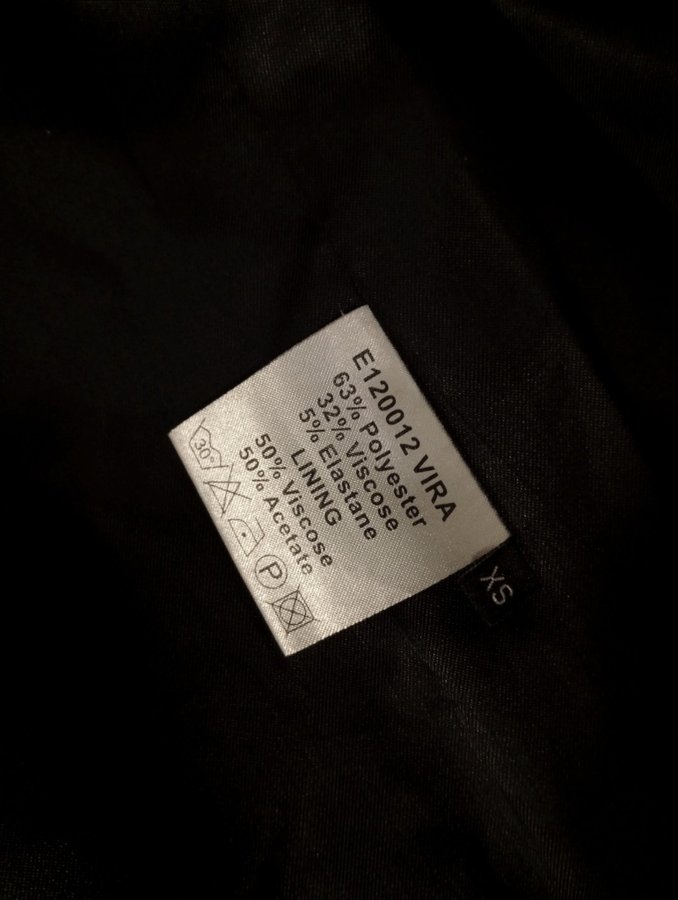 E120012 VIRA
63% Polyester
32% Viscose
5% Elastane
LINING
50% Viscose
50% Acetate
30°
P
XS